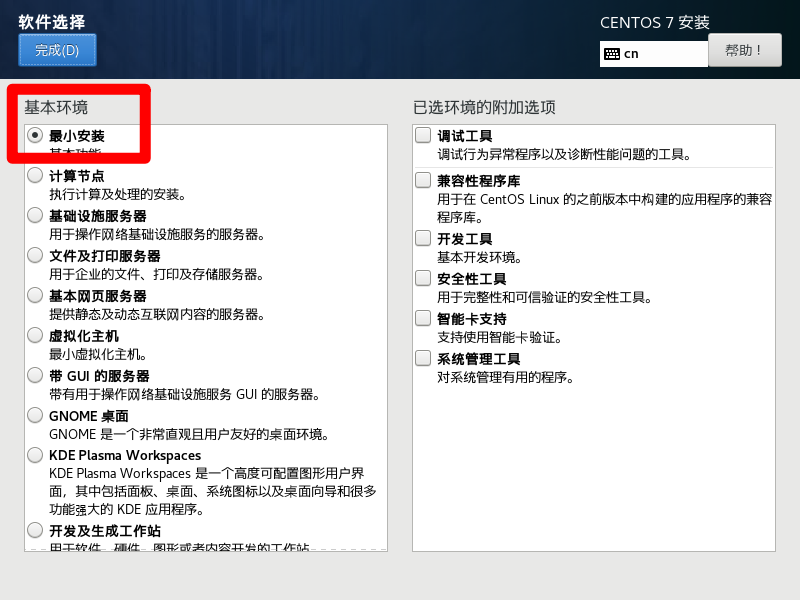 软件选择
完成(D)
CENTOS 7 安装
cn
帮助！
基本环境
最小安装
基本功能。
计算节点
执行计算及处理的安装。
基础设施服务器
用于操作网络基础设施服务的服务器。
文件及打印服务器
用于企业的文件、打印及存储服务器。
基本网页服务器
提供静态及动态互联网内容的服务器。
虚拟化主机
最小虚拟化主机。
带 GUI 的服务器
带有用于操作网络基础设施服务 GUI 的服务器。
GNOME 桌面
GNOME 是一个非常直观且用户友好的桌面环境。
KDE Plasma Workspaces
KDE Plasma Workspaces 是一个高度可配置图形用户界
面，其中包括面板、桌面、系统图标以及桌面向导和很多
功能强大的 KDE 应用程序。
开发及生成工作站
用于软件、硬件、图形或者内容开发的工作站。
已选环境的附加选项
调试工具
调试行为异常程序以及诊断性能问题的工具。
兼容性程序库
用于在 CentOS Linux 的之前版本中构建的应用程序的兼容
程序库。
开发工具
基本开发环境。
安全性工具
用于完整性和可信验证的安全性工具。
智能卡支持
支持使用智能卡验证。
系统管理工具
对系统管理有用的程序。